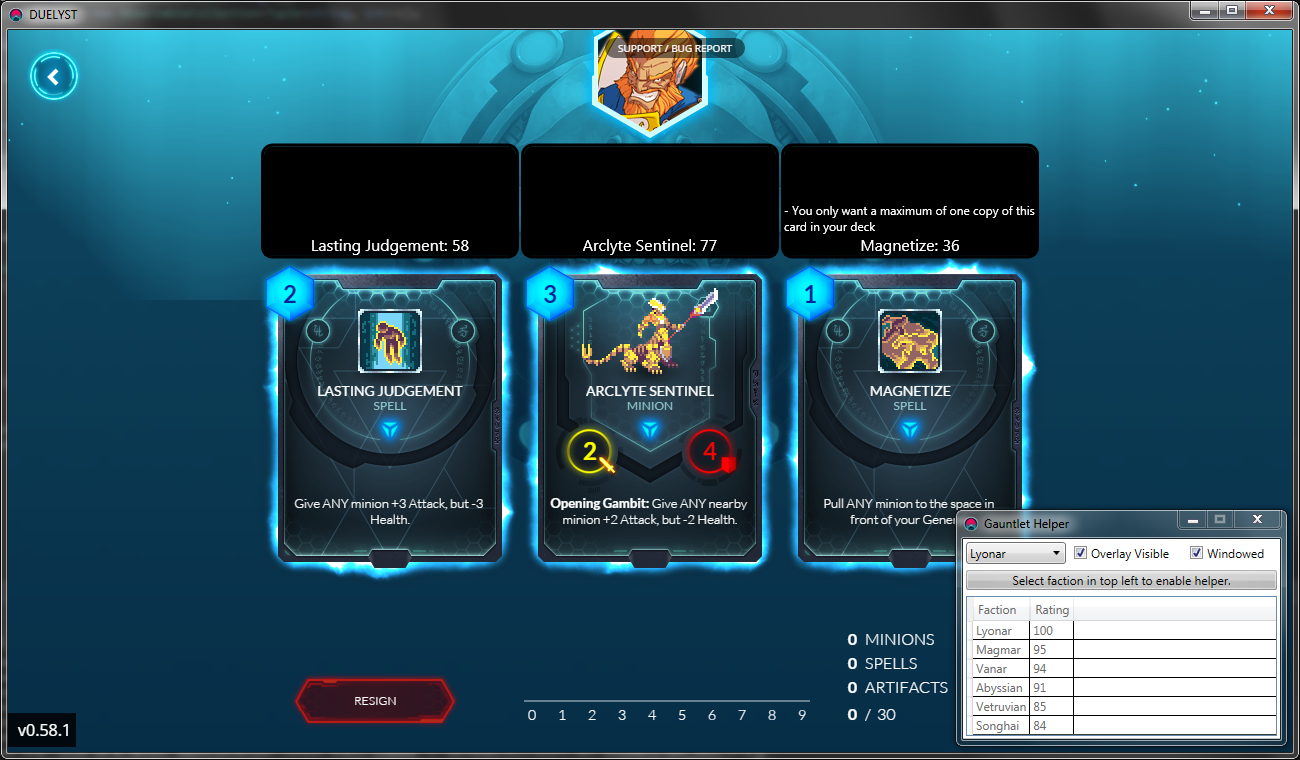 DUELYST
SUPPORT / BUG REPORT
- You only want a maximum of one copy of this
card in your deck
Lasting Judgement: 58
Arclyte Sentinel: 77
Magnetize: 36
2
3
1
LASTING JUDGEMENT
SPELL
Give ANY minion +3 Attack, but -3
Health.
ARCLYTE SENTINEL
MINION
2
4
Opening Gambit: Give ANY nearby
minion +2 Attack, but -2 Health.
MAGNETIZE
SPELL
Pull ANY minion to the space in
front of your Gener
Gauntlet Helper
Lyonar
Overlay Visible
Windowed
Select faction in top left to enable helper.
Faction Rating
Lyonar 100
Magmar 95
Vanar 94
Abyssian 91
Vetruvian 85
Songhai 84
0 MINIONS
0 SPELLS
0 ARTIFACTS
0 / 30
RESIGN
0 1 2 3 4 5 6 7 8 9
v0.58.1